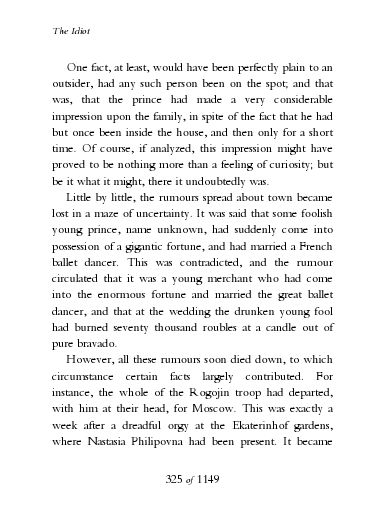 The Idiot
One fact, at least, would have been perfectly plain to an
outsider, had any such person been on the spot; and that
was, that the prince had made a very considerable
impression upon the family, in spite of the fact that he had
but once been inside the house, and then only for a short
time. Of course, if analyzed, this impression might have
proved to be nothing more than a feeling of curiosity; but
be it what it might, there it undoubtedly was.
Little by little, the rumours spread about town became
lost in a maze of uncertainty. It was said that some foolish
young prince, name unknown, had suddenly come into
possession of a gigantic fortune, and had married a French
ballet dancer. This was contradicted, and the rumour
circulated that it was a young merchant who had come
into the enormous fortune and married the great ballet
dancer, and that at the wedding the drunken young fool
had burned seventy thousand roubles at a candle out of
pure bravado.
However, all these rumours soon died down, to which
circumstance certain facts largely contributed. For
instance, the whole of the Rogojin troop had departed,
with him at their head, for Moscow. This was exactly a
week after a dreadful orgy at the Ekaterinhof gardens,
where Nastasia Philipovna had been present. It became
325 of 1149